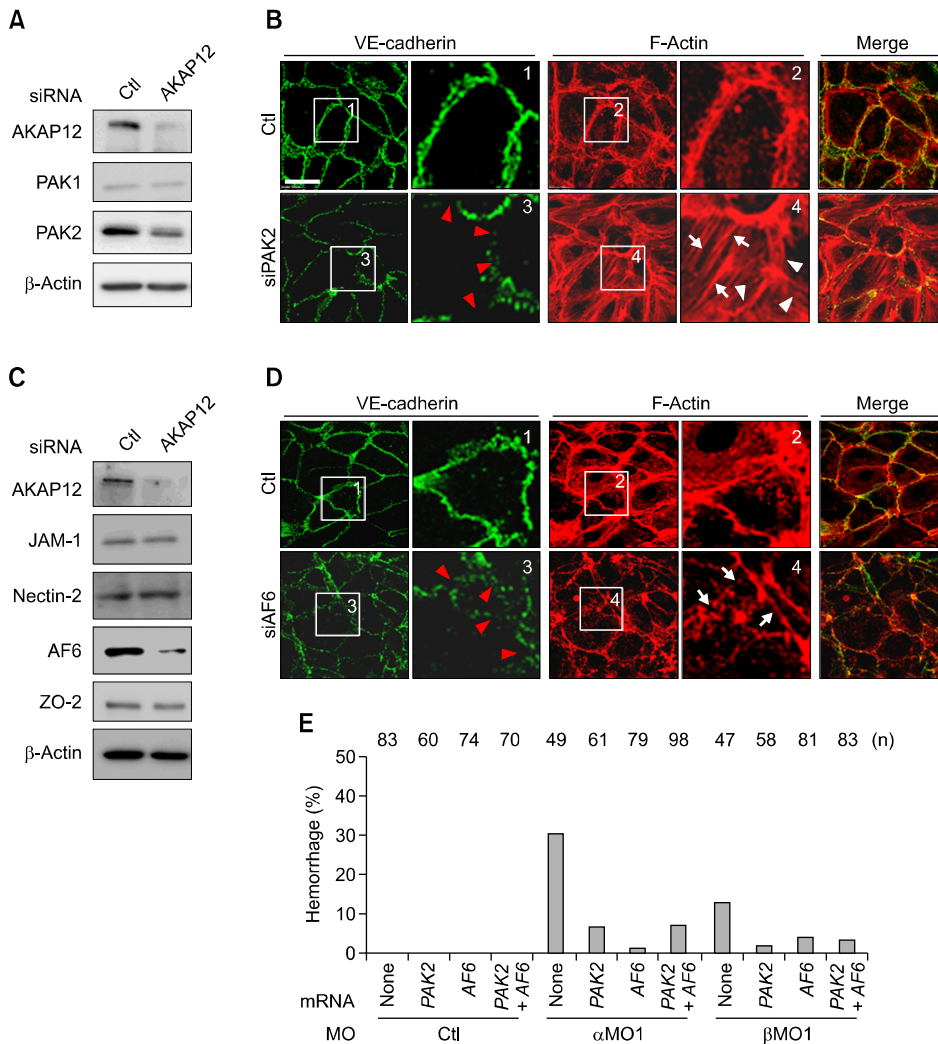 A
siRNA
Ctl
AKAP12
AKAP12
PAK1
PAK2
β-Actin
B
VE-cadherin
F-Actin
Merge
Ctl
1
1
2
2
siPAK2
3
3
4
4
C
siRNA
Ctl
AKAP12
AKAP12
JAM-1
Nectin-2
AF6
ZO-2
β-Actin
D
VE-cadherin
F-Actin
Merge
Ctl
1
1
2
2
siAF6
3
3
4
4
E
83 60 74 70 49 61 79 98 47 58 81 83 (n)
Hemorrhage (%)
50
40
30
20
10
0
mRNA
None
PAK2
AF6
PAK2 + AF6
None
PAK2
AF6
PAK2 + AF6
None
PAK2
AF6
PAK2 + AF6
MO Ctl αMO1 βMO1